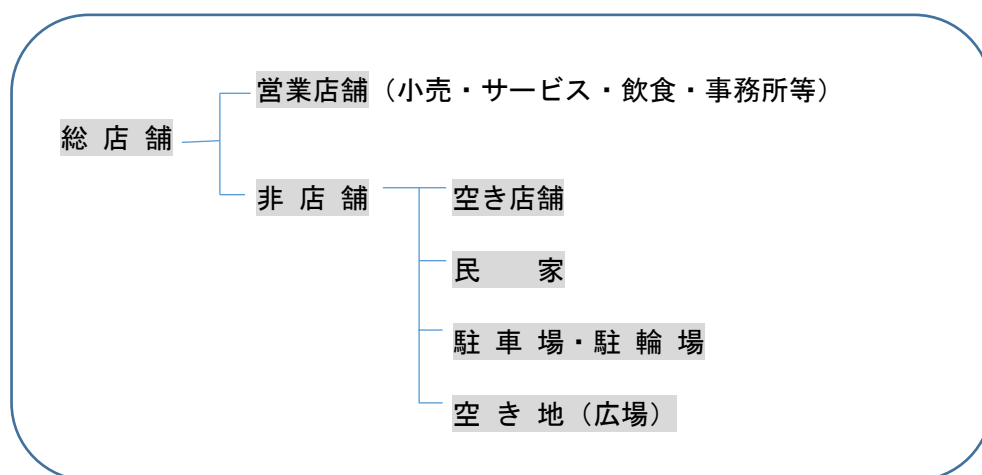 営業店舗（小売・サービス・飲食・事務所等）
総 店 舗
非 店 舗
空き店舗
民　　家
駐 車 場・駐 輪 場
空 き 地（広場）